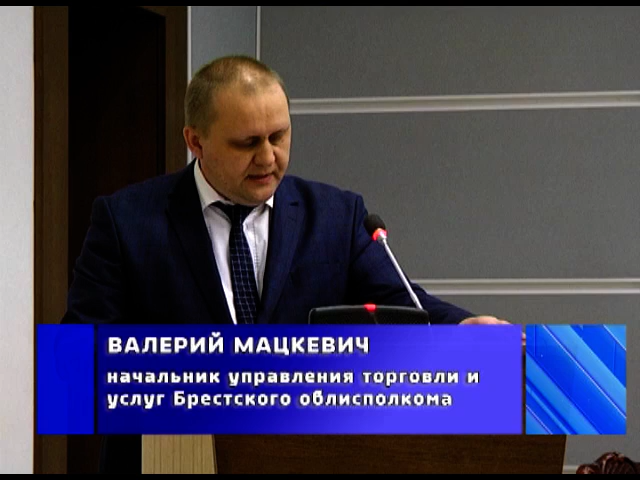 ВАЛЕРИЙ МАЦКЕВИЧ
начальник управления торговли и
услуг Брестского облисполкома